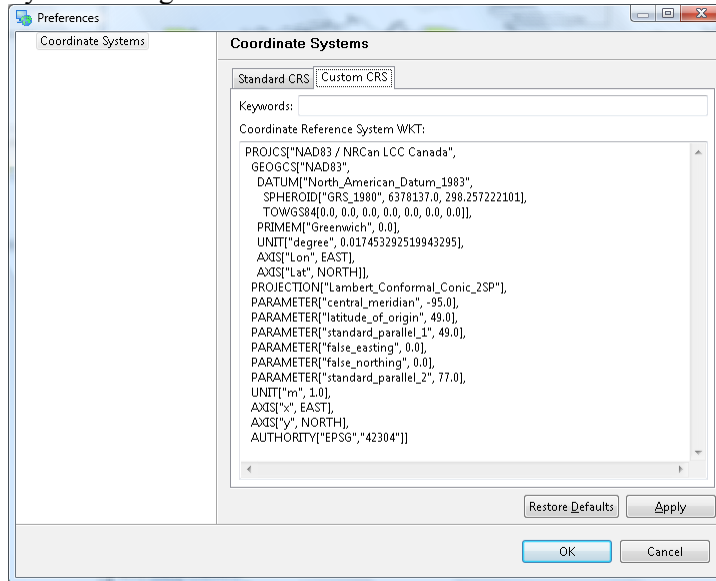 Preferences
Coordinate Systems
Coordinate Systems
Standard CRS
Custom CRS
Keywords:
Coordinate Reference System WKT:
PROJCS["NAD83 / NRCan LCC Canada",
GEOGCS["NAD83",
DATUM["North_American_Datum_1983",
SPHEROID["GRS_1980", 6378137.0, 298.257222101],
TOWGS84[0.0, 0.0, 0.0, 0.0, 0.0, 0.0, 0.0]],
PRIMEM["Greenwich", 0.0],
UNIT["degree", 0.017453292519943295],
AXIS["Lon", EAST],
AXIS["Lat", NORTH]],
PROJECTION["Lambert_Conformal_Conic_2SP"],
PARAMETER["central_meridian", -95.0],
PARAMETER["latitude_of_origin", 49.0],
PARAMETER["standard_parallel_1", 49.0],
PARAMETER["false_easting", 0.0],
PARAMETER["false_northing", 0.0],
PARAMETER["standard_parallel_2", 77.0],
UNIT["m", 1.0],
AXIS["x", EAST],
AXIS["y", NORTH],
AUTHORITY["EPSG","42304"]]
Restore Defaults
Apply
OK
Cancel